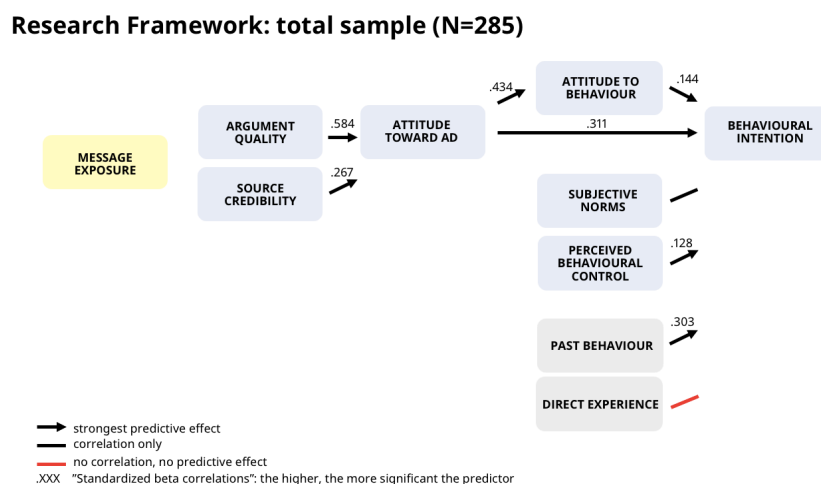 Research Framework: total sample (N=285)
MESSAGE
EXPOSURE
ARGUMENT
QUALITY
.584
SOURCE
CREDIBILITY
.267
ATTITUDE
TOWARD AD
.434
ATTITUDE TO
BEHAVIOUR
.144
.311
BEHAVIOURAL
INTENTION
SUBJECTIVE
NORMS
PERCEIVED
BEHAVIOURAL
CONTROL
.128
PAST BEHAVIOUR
.303
DIRECT EXPERIENCE
strongest predictive effect
correlation only
no correlation, no predictive effect
.XXX "Standardized beta correlations": the higher, the more significant the predictor